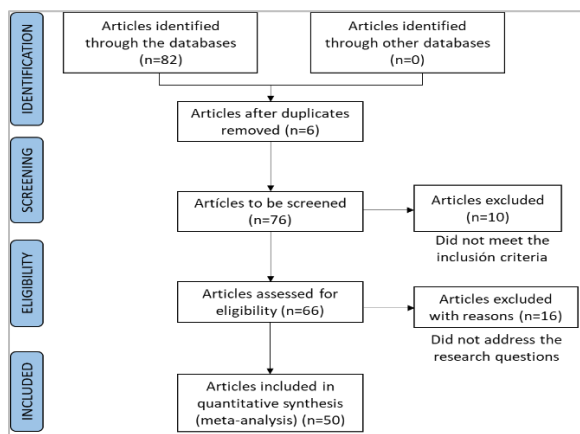 IDENTIFICATION
Articles identified
through the databases
(n=82)
Articles identified
through other databases
(n=0)
Articles after duplicates
removed (n=6)
SCREENING
Artícles to be screened
(n=76)
Articles excluded
(n=10)
Did not meet the
inclusión criteria
ELIGIBILITY
Articles assessed for
eligibility (n=66)
Articles excluded
with reasons (n=16)
Did not address the
research questions
INCLUDED
Articles included in
quantitative synthesis
(meta-analysis) (n=50)